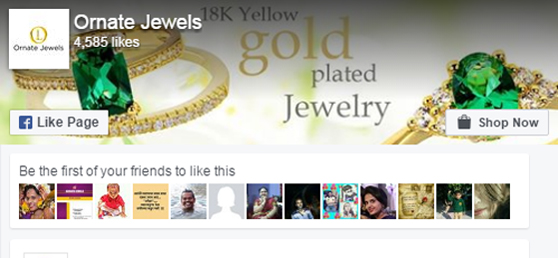 Ornate Jewels
4,585 likes
Ornate Jewels
18K Yellow
gold
plated
Jewelry
Like Page
Shop Now
Be the first of your friends to like this